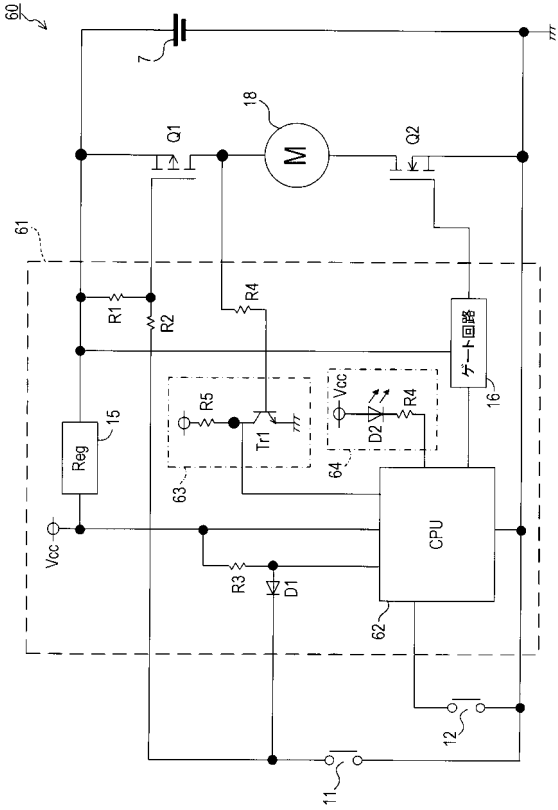 60
61
7
Q1
18
M
Q2
R1
R2
R4
15
Reg
Vcc
R5
Tr1
63
Vcc
D2
R4
64
ゲート回路
16
R3
D1
CPU
62
11
12